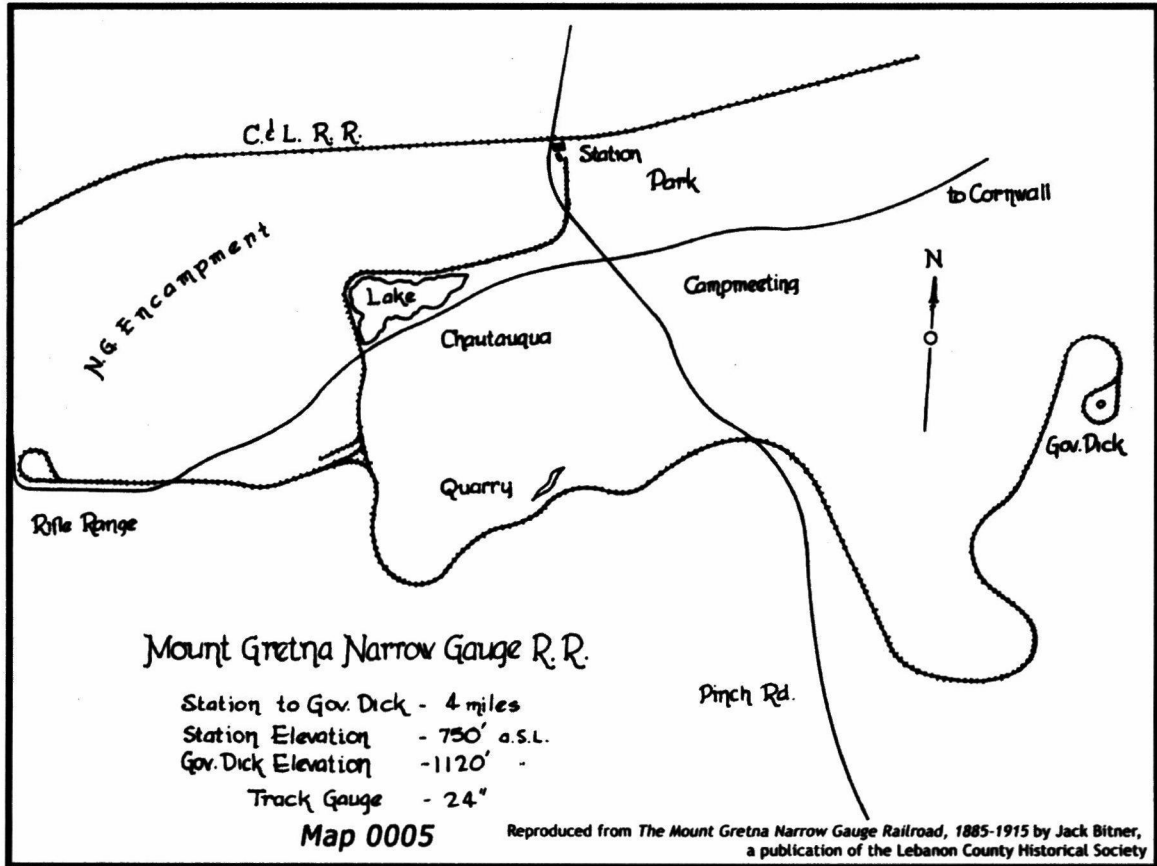 C.&L. R. R.
Station
Park
to Cornwall
N.G. Encampment
N
Lake
Campmeeting
Chautauqua
Gov. Dick
Quarry
Rifle Range
Mount Gretna Narrow Gauge R. R.
Pinch Rd.
Station to Gov. Dick - 4 miles
Station Elevation - 750' a.S.L.
Gov. Dick Elevation -1120' "
Track Gauge - 24"
Map 0005
Reproduced from The Mount Gretna Narrow Gauge Railroad, 1885-1915 by Jack Bitner,
a publication of the Lebanon County Historical Society